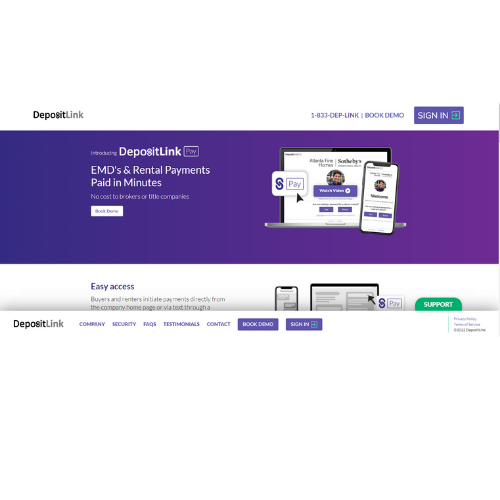 DepositLink
1-833-DEP-LINK | BOOK DEMO
SIGN IN
Introducing DepositLink Pay
EMD's & Rental Payments
Paid in Minutes
No cost to brokers or title companies
Book Demo
DepositLink
Atlanta Fine Homes
Sotheby's
Pay
Watch Video
Welcome
Easy access
Buyers and renters initiate payments directly from
the company home page or via text through a
Pay
SUPPORT
DepositLink
COMPANY SECURITY FAQS TESTIMONIALS CONTACT BOOK DEMO SIGN IN
Privacy Policy
Terms of Service